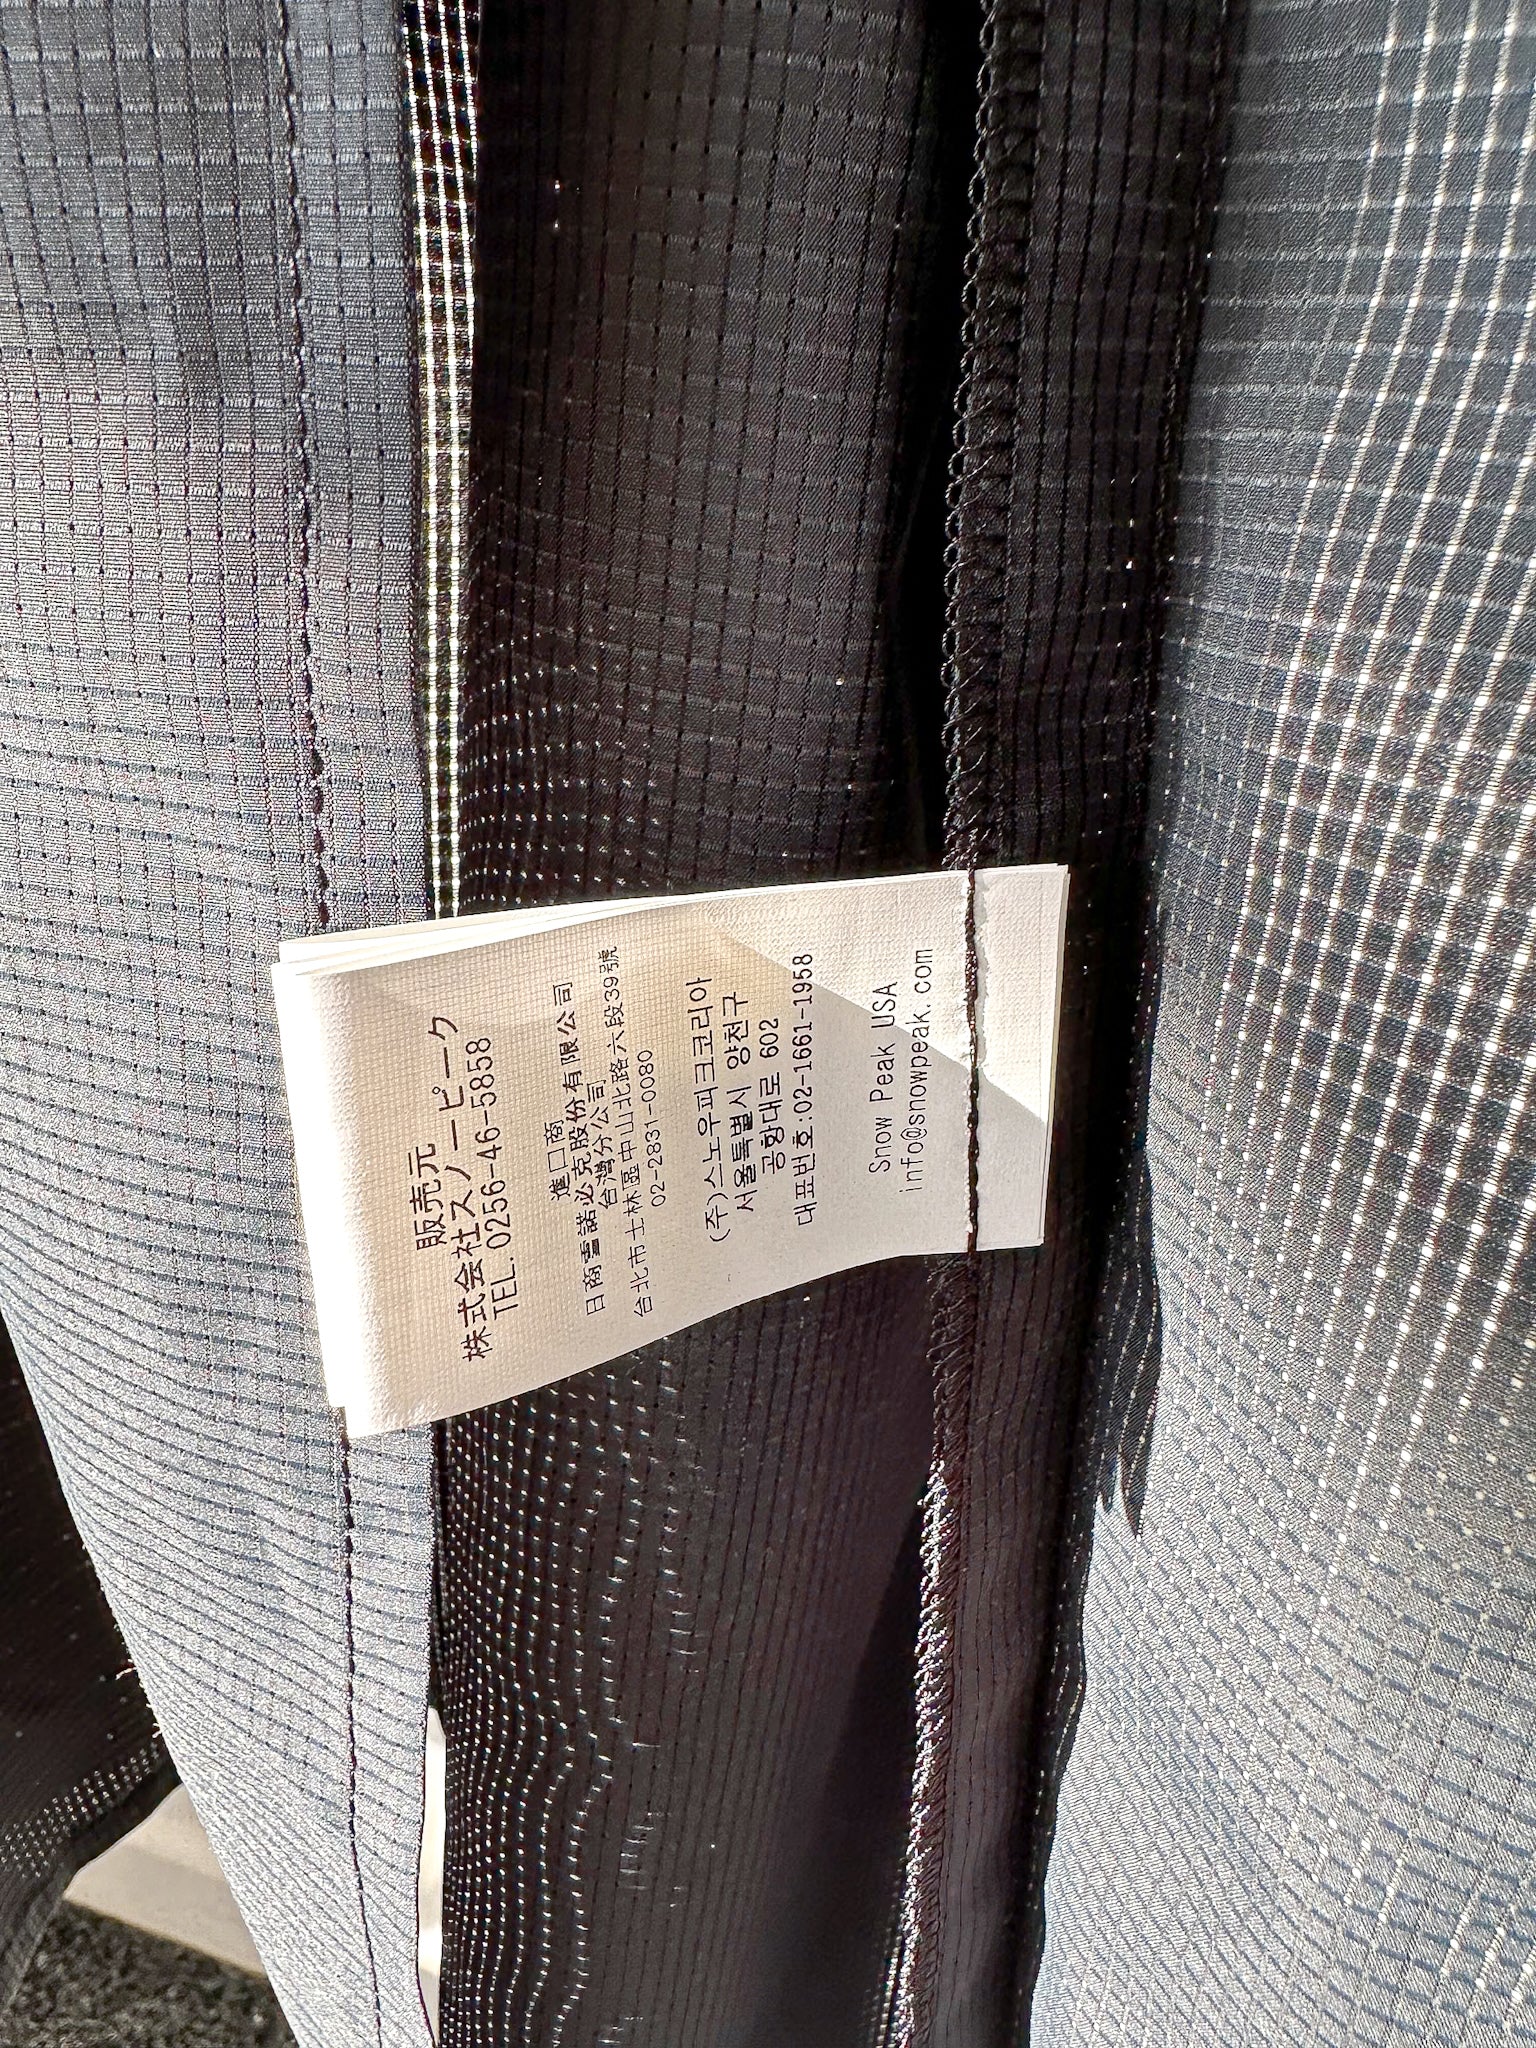 販売元
株式会社スノーピーク
TEL. 0256-46-5858
進口商
日商雪諾必克股份有限公司
台灣分公司
台北市士林區中山北路六段39號
02-2831-0080
(주)스노우피크코리아
서울특별시 양천구
공항대로 602
대표번호:02-1661-1958
Snow Peak USA
info@snowpeak.com